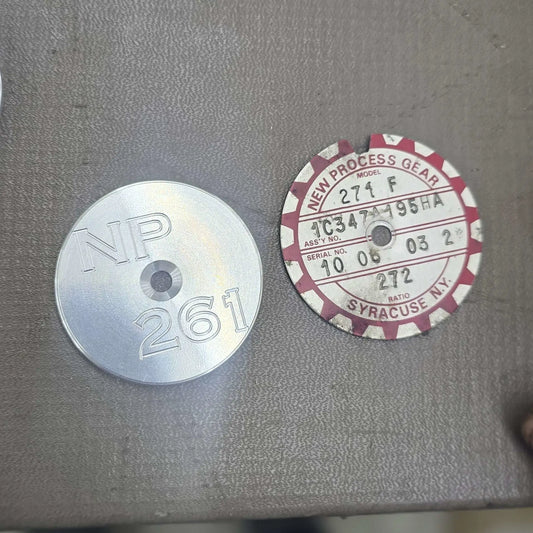 NP
261
NEW PROCESS GEAR
MODEL
271 F
ASS'Y NO.
SERIAL NO.
10 06 03 2
272
RATIO
SYRACUSE N.Y.